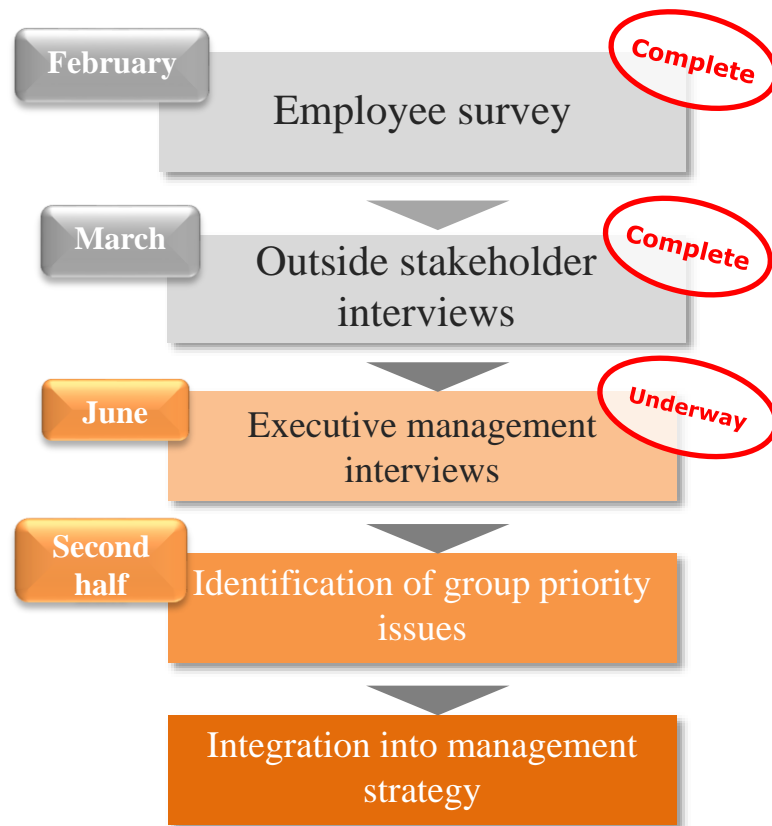 February
Complete
Employee survey
March
Complete
Outside stakeholder
interviews
June
Underway
Executive management
interviews
Second
half
Identification of group priority
issues
Integration into management
strategy